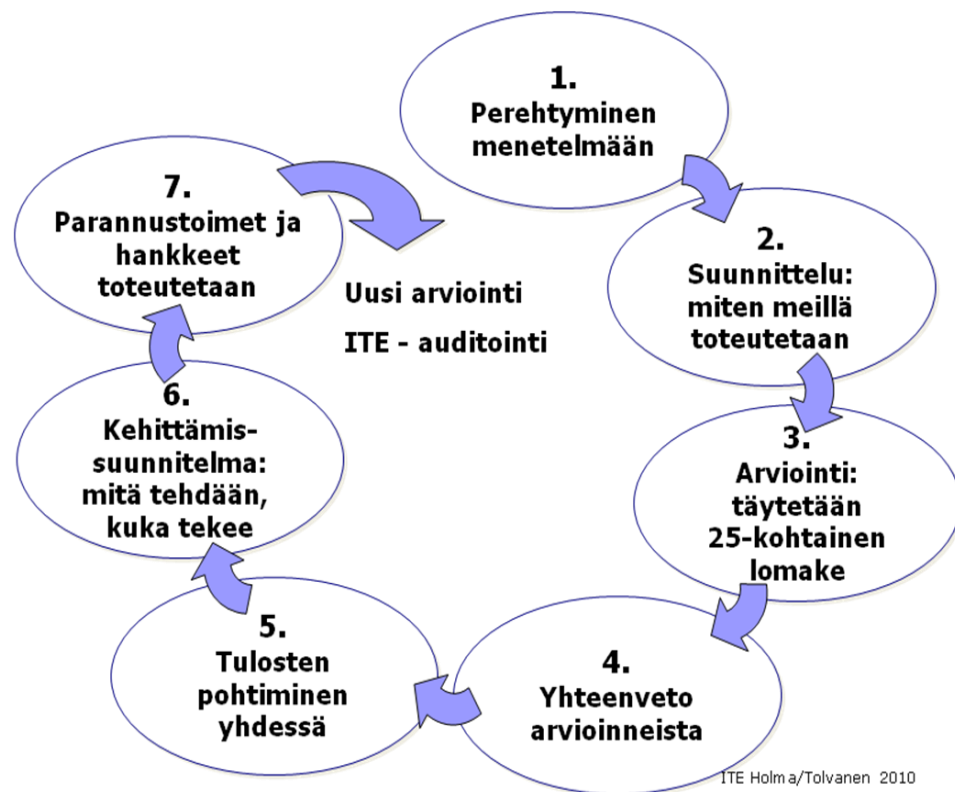 1.
Perehtyminen
menetelmään
2.
Suunnittelu:
miten meillä
toteutetaan
3.
Arviointi:
täytetään
25-kohtainen
lomake
4.
Yhteenveto
arvioinneista
5.
Tulosten
pohtiminen
yhdessä
6.
Kehittämis-
suunnitelma:
mitä tehdään,
kuka tekee
7.
Parannustoimet ja
hankkeet
toteutetaan
Uusi arviointi
ITE - auditointi
ITE Holma/Tolvanen 2010